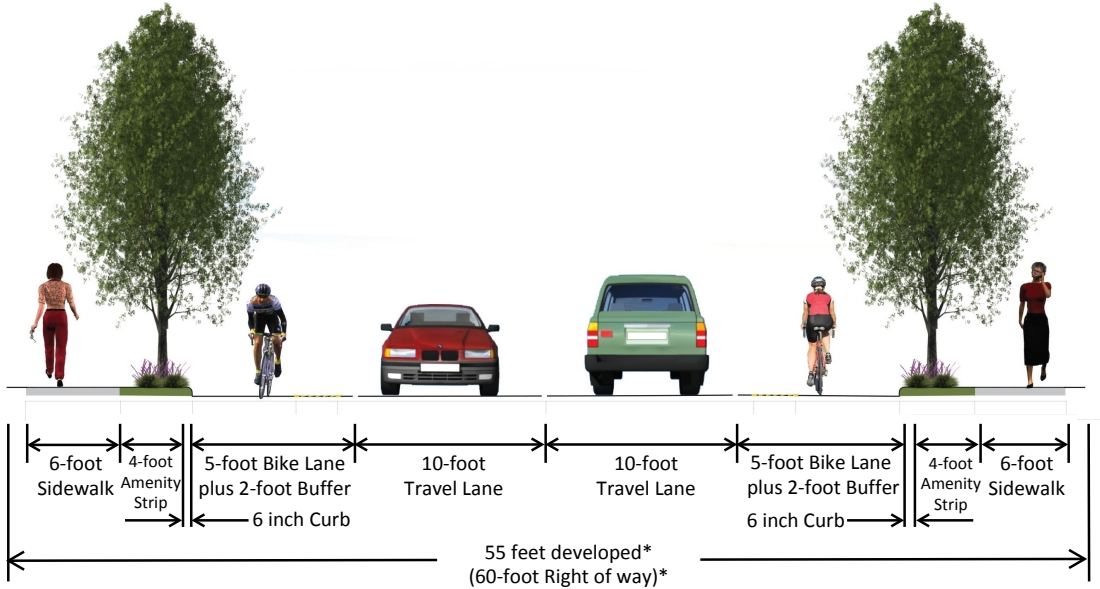 6-foot
Sidewalk
4-foot
Amenity
Strip
5-foot Bike Lane
plus 2-foot Buffer
6 inch Curb
10-foot
Travel Lane
10-foot
Travel Lane
5-foot Bike Lane
plus 2-foot Buffer
6 inch Curb
4-foot
Amenity
Strip
6-foot
Sidewalk
55 feet developed*
(60-foot Right of way)*